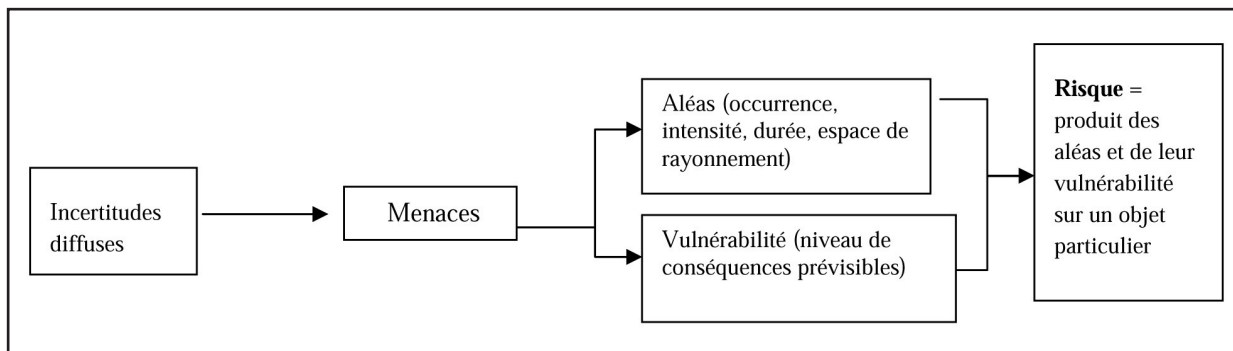 Incertitudes
diffuses
Menaces
Aléas (occurrence,
intensité, durée, espace de
rayonnement)
Vulnérabilité (niveau de
conséquences prévisibles)
Risque =
produit des
aléas et de leur
vulnérabilité
sur un objet
particulier